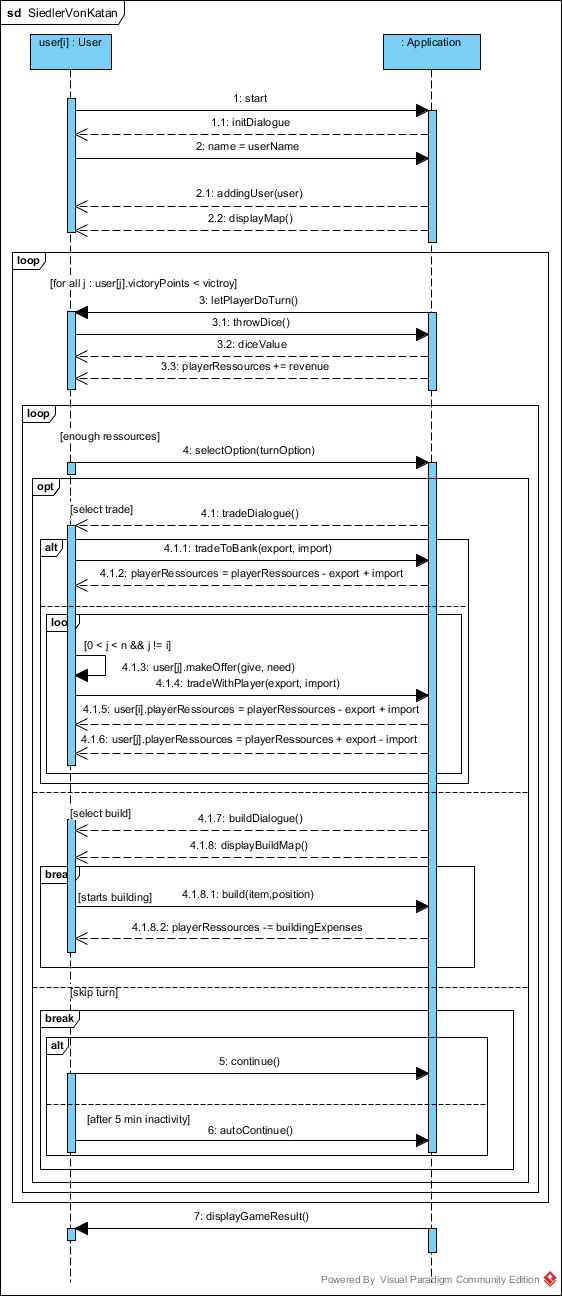 sd SiedlerVonKatan
user[i] : User
: Application
1: start
1.1: initDialogue
2: name = userName
2.1: addingUser(user)
2.2: displayMap()
loop
[for all j : user[j].victoryPoints < victroy]
3: letPlayerDoTurn()
3.1: throwDice()
3.2: diceValue
3.3: playerRessources += revenue
loop
[enough ressources]
4: selectOption(turnOption)
opt
[select trade]
4.1: tradeDialogue()
alt
4.1.1: tradeToBank(export, import)
4.1.2: playerRessources = playerRessources - export + import
loop
[0 < j < n && j != i]
4.1.3: user[j].makeOffer(give, need)
4.1.4: tradeWithPlayer(export, import)
4.1.5: user[i].playerRessources = playerRessources - export + import
4.1.6: user[j].playerRessources = playerRessources + export - import
[select build]
4.1.7: buildDialogue()
4.1.8: displayBuildMap()
break
[starts building]
4.1.8.1: build(item,position)
4.1.8.2: playerRessources -= buildingExpenses
[skip turn]
break
alt
5: continue()
[after 5 min inactivity]
6: autoContinue()
7: displayGameResult()
Powered By Visual Paradigm Community Edition